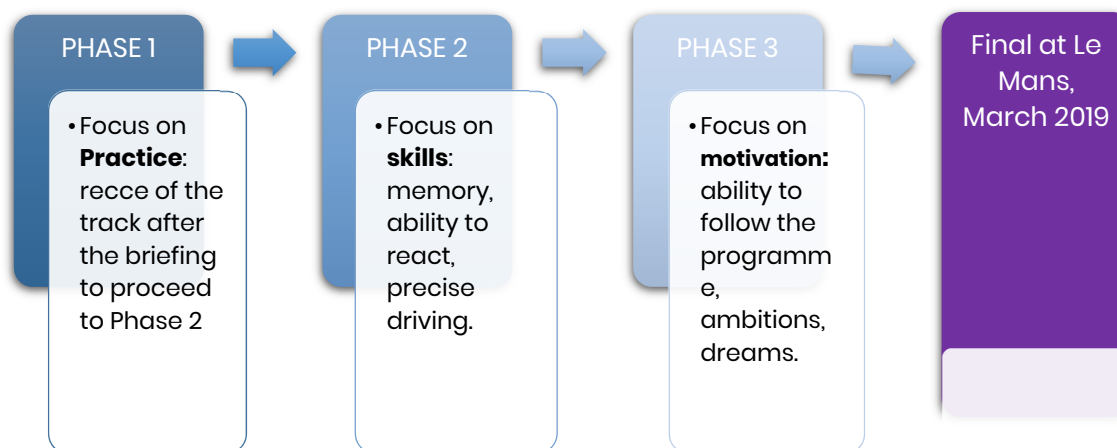 PHASE 1
• Focus on
Practice:
recce of the
track after
the briefing
to proceed
to Phase 2
PHASE 2
• Focus on
skills:
memory,
ability to
react,
precise
driving.
PHASE 3
• Focus on
motivation:
ability to
follow the
programm
e,
ambitions,
dreams.
Final at Le
Mans,
March 2019